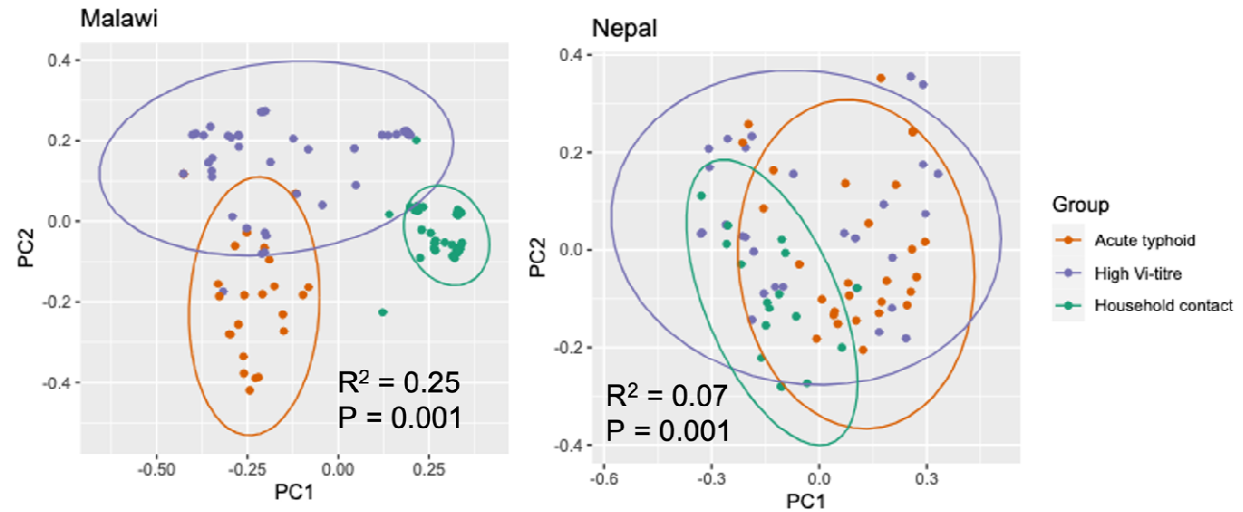 Malawi
0.4
0.2
0.0
-0.2
-0.4
PC2
-0.50
-0.25
0.00
0.25
PC1
R² = 0.25
P = 0.001
Nepal
0.4
0.2
0.0
-0.2
-0.4
PC2
-0.6
-0.3
0.0
0.3
PC1
R² = 0.07
P = 0.001
Group
Acute typhoid
High Vi-titre
Household contact